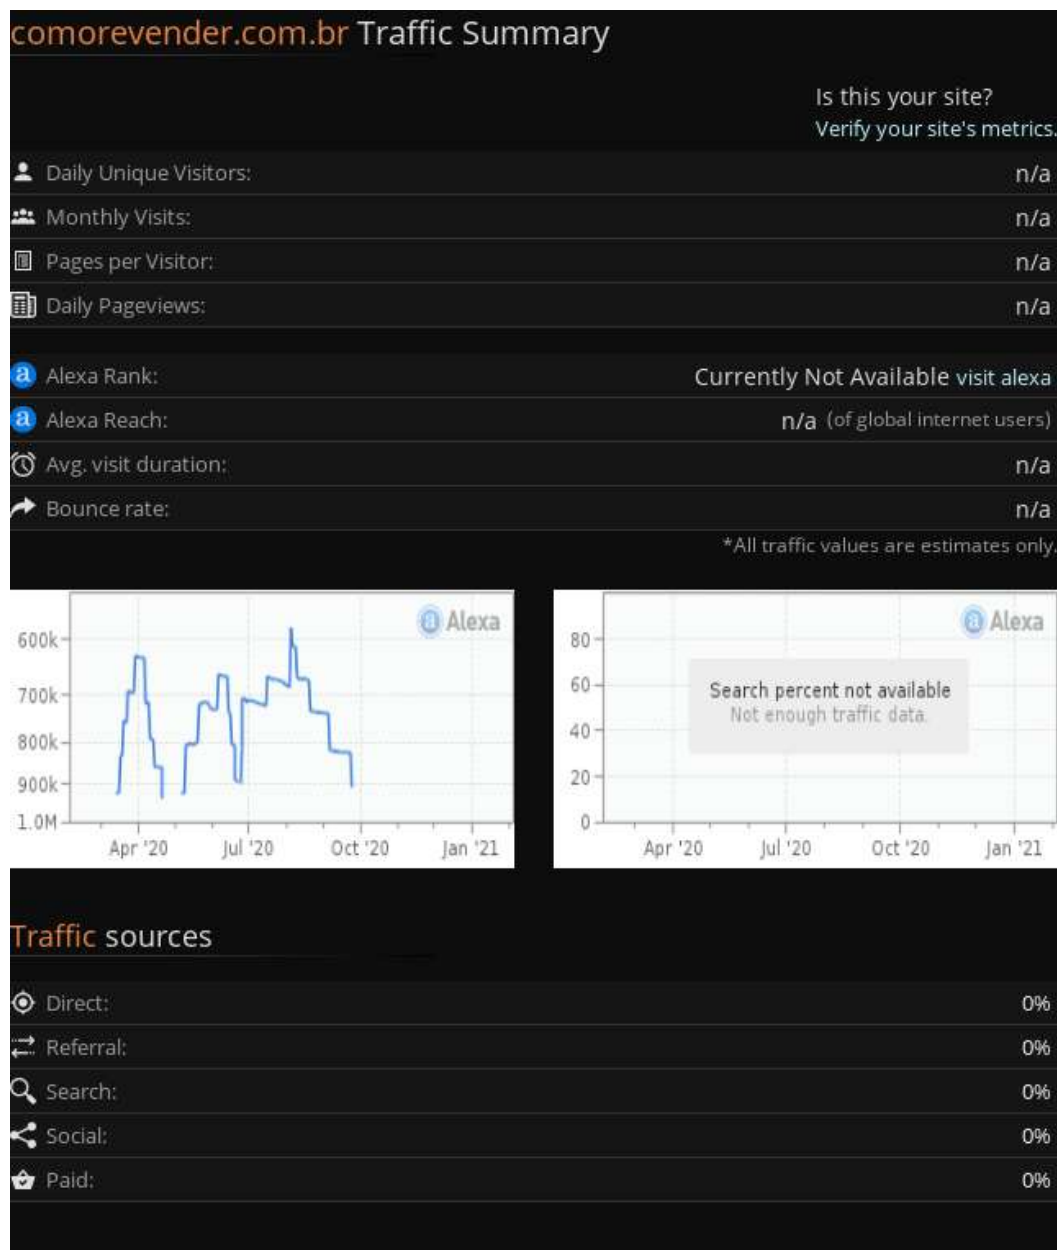 comorevender.com.br Traffic Summary
Is this your site?
Verify your site's metrics.
Daily Unique Visitors: n/a
Monthly Visits: n/a
Pages per Visitor: n/a
Daily Pageviews: n/a
Alexa Rank: Currently Not Available visit alexa
Alexa Reach: n/a (of global internet users)
Avg. visit duration: n/a
Bounce rate: n/a
*All traffic values are estimates only.
Alexa
600k
700k
800k
900k
1.0M
Apr '20 Jul '20 Oct '20 Jan '21
Alexa
80
60
40
20
0
Search percent not available
Not enough traffic data.
Apr '20 Jul '20 Oct '20 Jan '21
Traffic sources
Direct: 0%
Referral: 0%
Search: 0%
Social: 0%
Paid: 0%